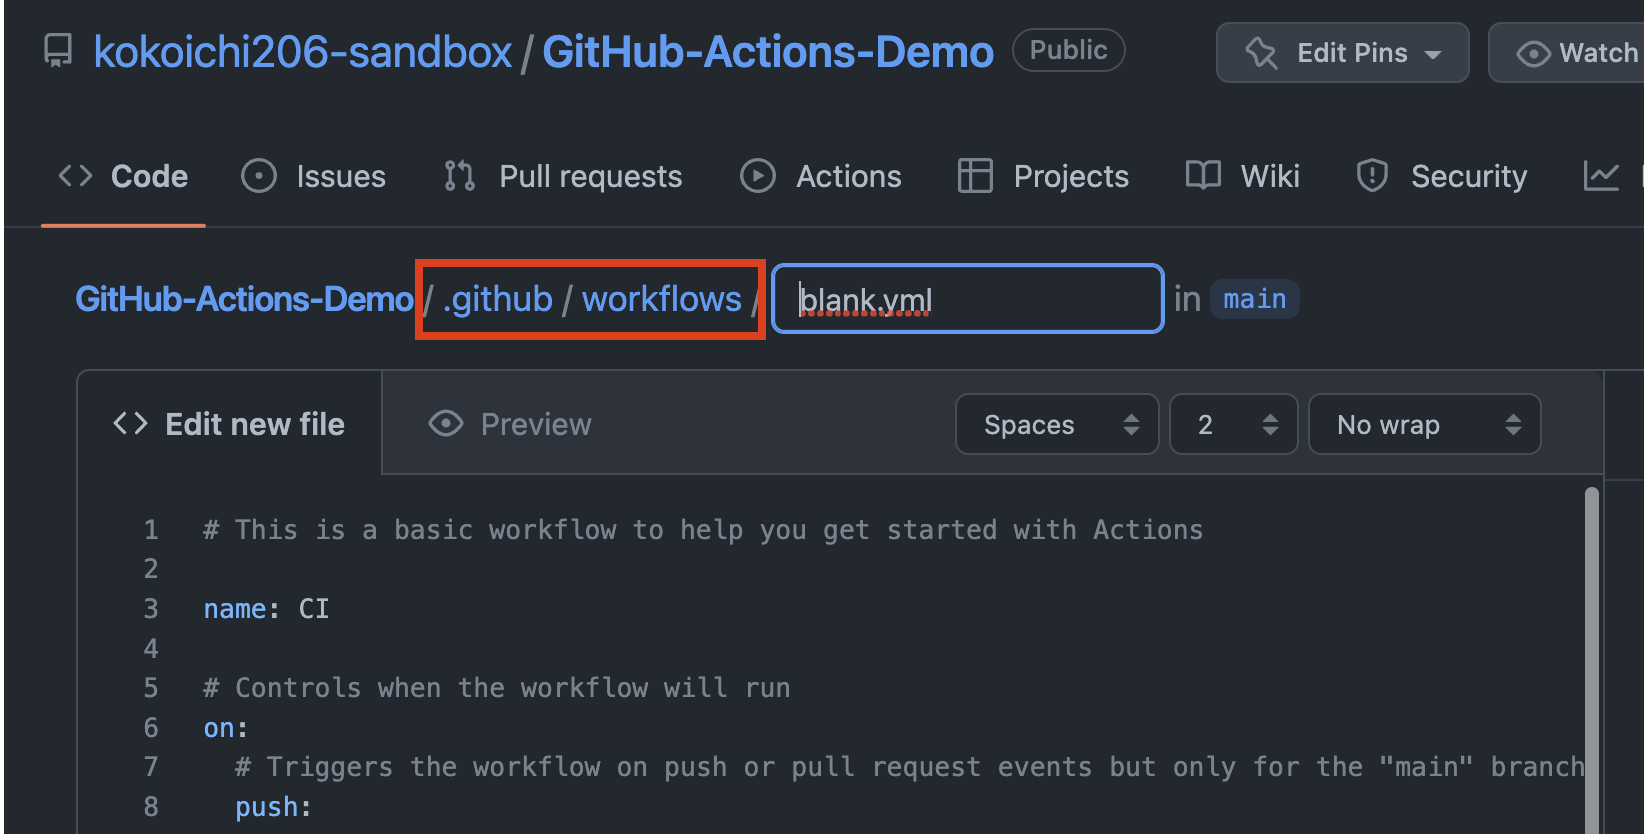 kokoichi206-sandbox / GitHub-Actions-Demo Public Edit Pins Watch
Code Issues Pull requests Actions Projects Wiki Security
GitHub-Actions-Demo / .github / workflows / blank.yml in main
Edit new file Preview Spaces 2 No wrap
1 # This is a basic workflow to help you get started with Actions
2
3 name: CI
4
5 # Controls when the workflow will run
6 on:
7 # Triggers the workflow on push or pull request events but only for the "main" branch
8 push: